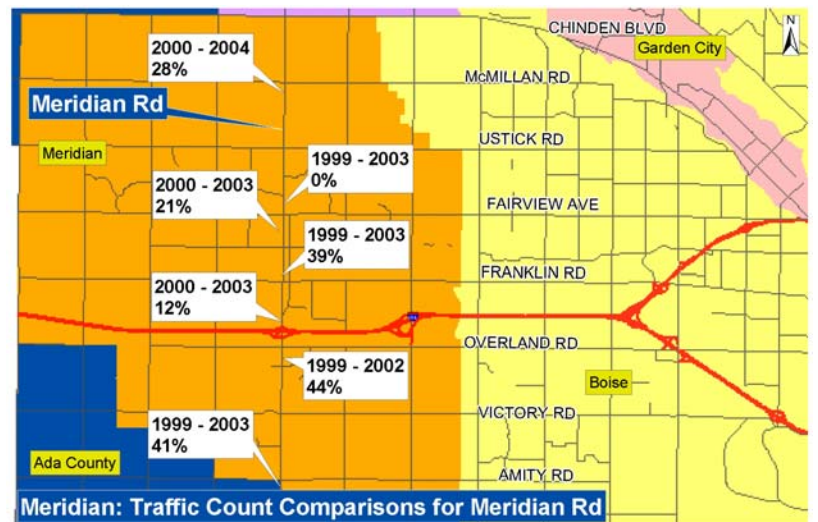 CHINDEN BLVD
N
Garden City
2000 - 2004
28%
McMILLAN RD
Meridian Rd
USTICK RD
Meridian
1999 - 2003
0%
2000 - 2003
21%
FAIRVIEW AVE
1999 - 2003
39%
FRANKLIN RD
2000 - 2003
12%
OVERLAND RD
1999 - 2002
44%
Boise
VICTORY RD
1999 - 2003
41%
Ada County
AMITY RD
Meridian: Traffic Count Comparisons for Meridian Rd